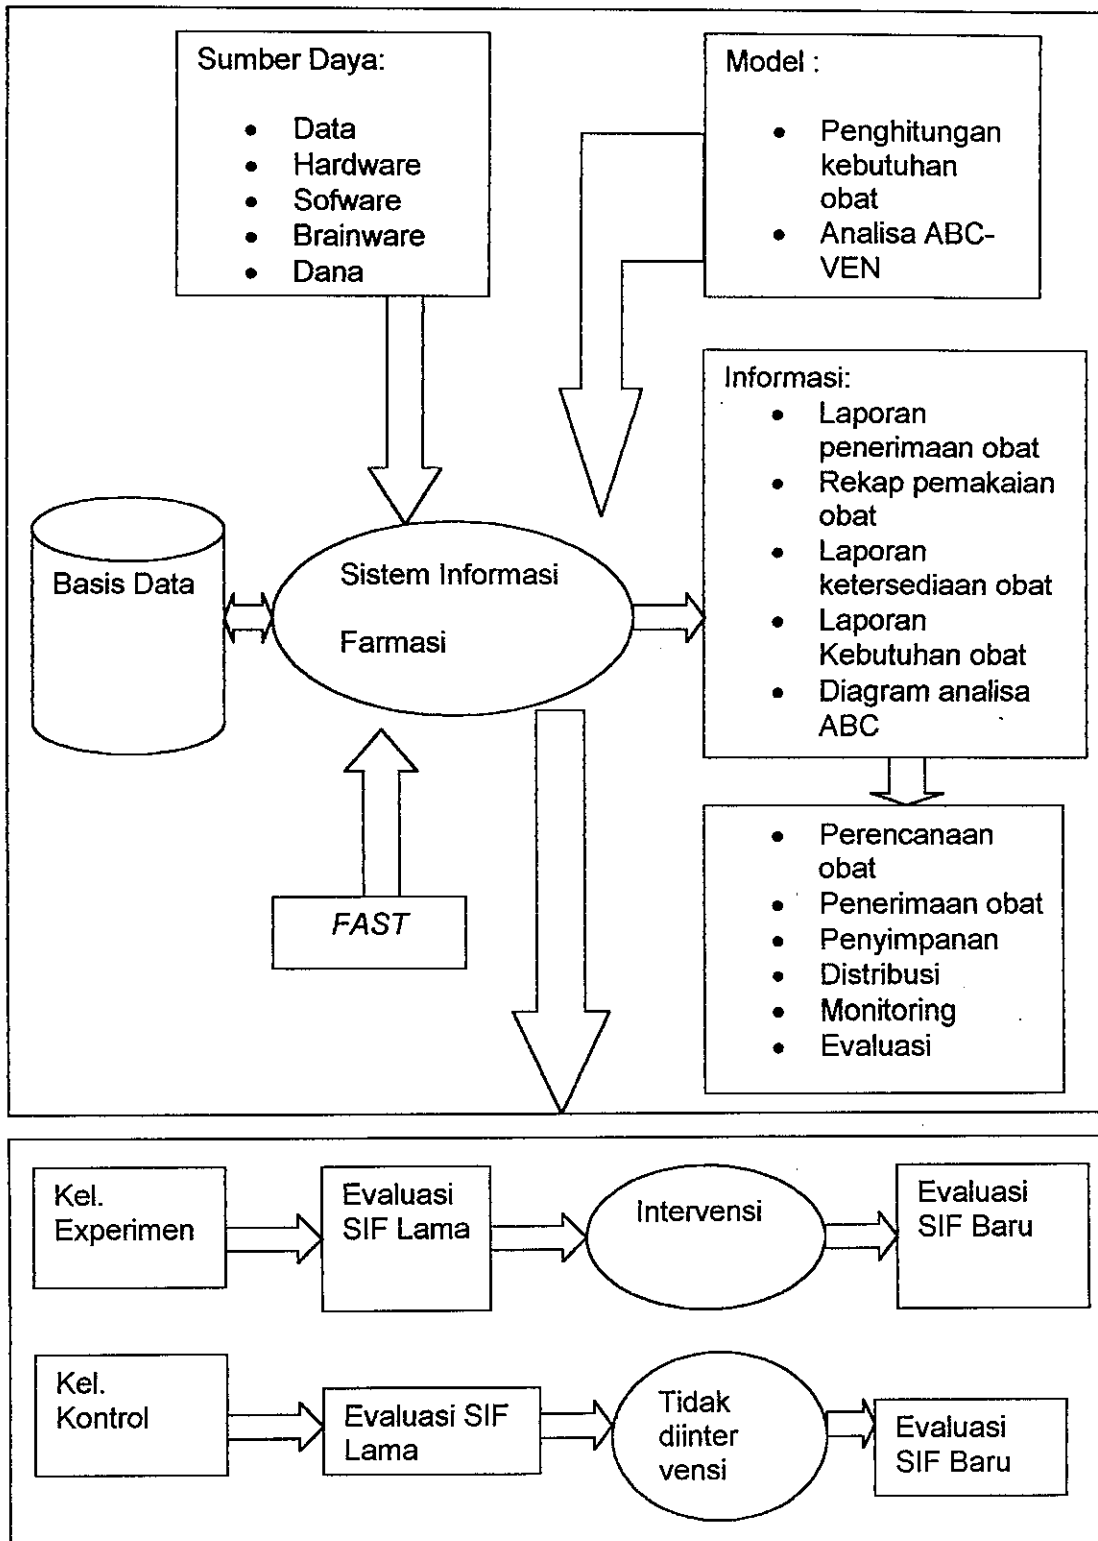 Sumber Daya:
• Data
• Hardware
• Sofware
• Brainware
• Dana
Model :
• Penghitungan
kebutuhan
obat
• Analisa ABC-
VEN
Informasi:
• Laporan
penerimaan obat
• Rekap pemakaian
obat
• Laporan
ketersediaan obat
• Laporan
Kebutuhan obat
• Diagram analisa
ABC
Basis Data
Sistem Informasi
Farmasi
FAST
• Perencanaan
obat
• Penerimaan obat
• Penyimpanan
• Distribusi
• Monitoring
• Evaluasi
Kel.
Experimen
Evaluasi
SIF Lama
Intervensi
Evaluasi
SIF Baru
Kel.
Kontrol
Evaluasi SIF
Lama
Tidak
diinter
vensi
Evaluasi
SIF Baru